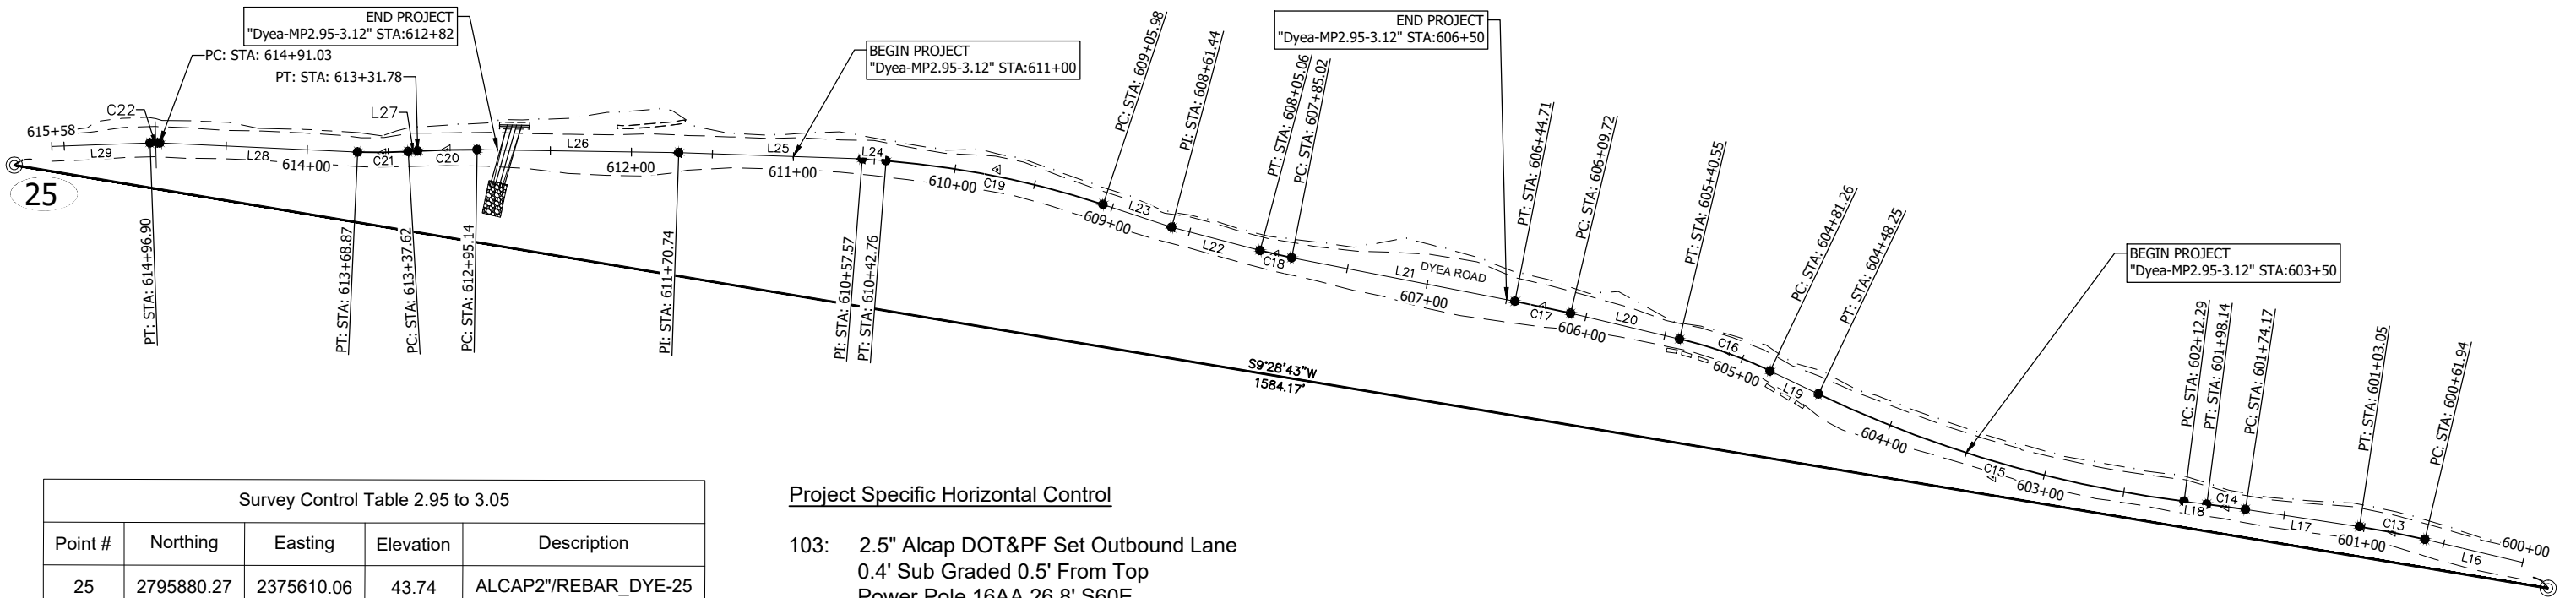 END PROJECT
"Dyea-MP2.95-3.12" STA:612+82
PC: STA: 614+91.03
PT: STA: 613+31.78
C22
L27
615+58
L29
L28
614+00
C21
C20
L26
612+00
L25
611+00
L24
BEGIN PROJECT
"Dyea-MP2.95-3.12" STA:611+00
25
PT: STA: 614+96.90
PT: STA: 613+68.87
PC: STA: 613+37.62
PC: STA: 612+95.14
PI: STA: 611+70.74
PI: STA: 610+57.57
PT: STA: 610+42.76
610+00
C19
PC: STA: 609+05.98
609+00
L23
PI: STA: 608+61.44
L22
PT: STA: 608+05.06
PC: STA: 607+85.02
C18
END PROJECT
"Dyea-MP2.95-3.12" STA:606+50
L21
DYEA ROAD
607+00
PT: STA: 606+44.71
C17
PC: STA: 606+09.72
606+00
L20
PT: STA: 605+40.55
C16
605+00
PC: STA: 604+81.26
L19
PT: STA: 604+48.25
604+00
C15
603+00
BEGIN PROJECT
"Dyea-MP2.95-3.12" STA:603+50
PC: STA: 602+12.29
PT: STA: 601+98.14
PC: STA: 601+74.17
L18
C14
L17
PT: STA: 601+03.05
601+00
C13
PC: STA: 600+61.94
600+00
L16
S9°28'43"W
1584.17'
Survey Control Table 2.95 to 3.05
Point # Northing Easting Elevation Description
25 2795880.27 2375610.06 43.74 ALCAP2"/REBAR_DYE-25
Project Specific Horizontal Control
103: 2.5" Alcap DOT&PF Set Outbound Lane
0.4' Sub Graded 0.5' From Top
Power Pole 16AA 26.8' S60E